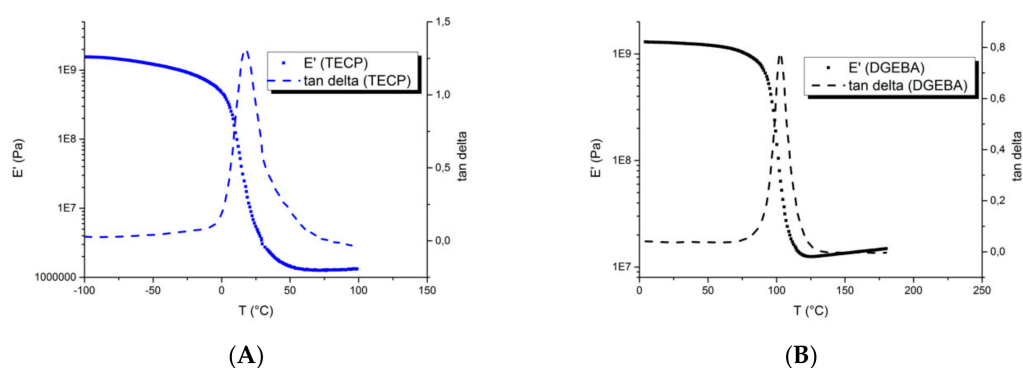 1,5
1,0
0,5
0,0
1E9
1E8
1E7
1000000
E' (Pa)
tan delta
E' (TECP)
tan delta (TECP)
-100 -50 0 50 100 150
T (°C)
(A)
0,8
0,6
0,4
0,2
0,0
1E9
1E8
1E7
E' (Pa)
tan delta
E' (DGEBA)
tan delta (DGEBA)
0 50 100 150 200 250
T (°C)
(B)